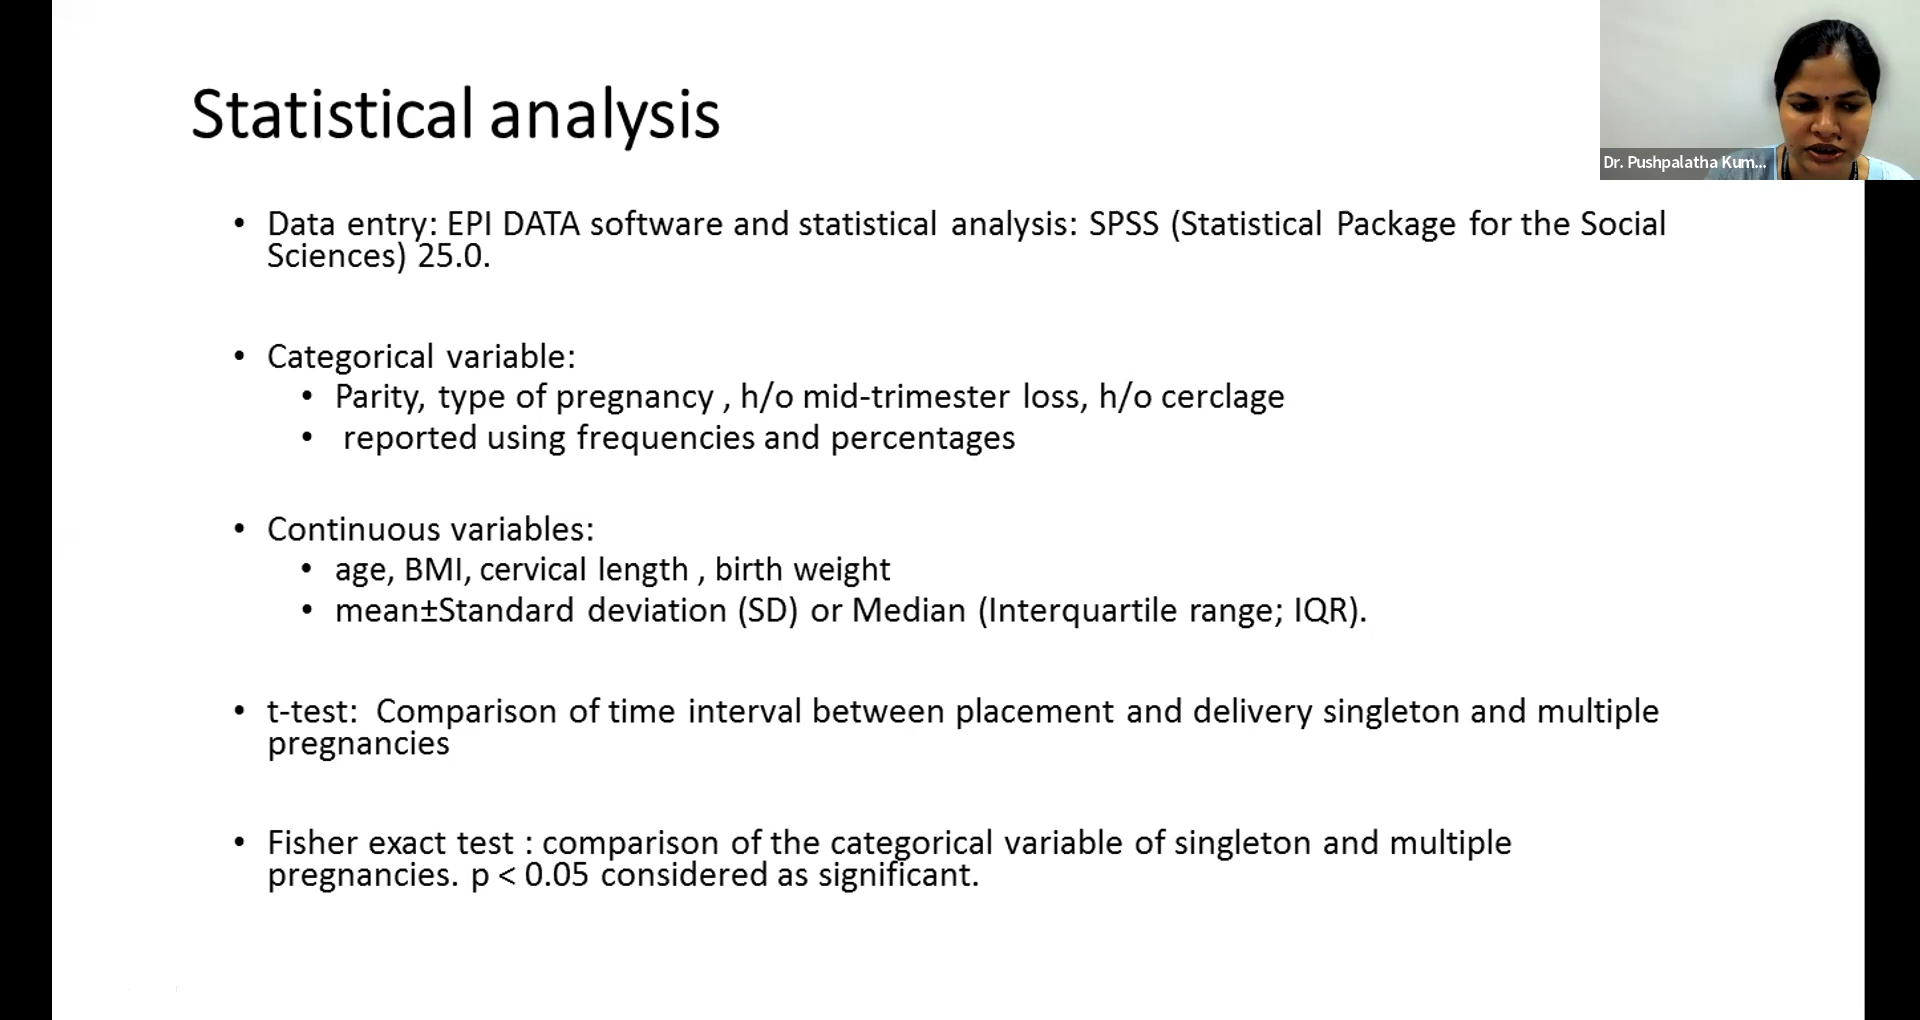 Statistical analysis
Dr. Pushpalatha Kum...
• Data entry: EPI DATA software and statistical analysis: SPSS (Statistical Package for the Social
Sciences) 25.0.
• Categorical variable:
• Parity, type of pregnancy , h/o mid-trimester loss, h/o cerclage
• reported using frequencies and percentages
• Continuous variables:
• age, BMI, cervical length , birth weight
• mean±Standard deviation (SD) or Median (Interquartile range; IQR).
• t-test: Comparison of time interval between placement and delivery singleton and multiple
pregnancies
• Fisher exact test : comparison of the categorical variable of singleton and multiple
pregnancies. p < 0.05 considered as significant.